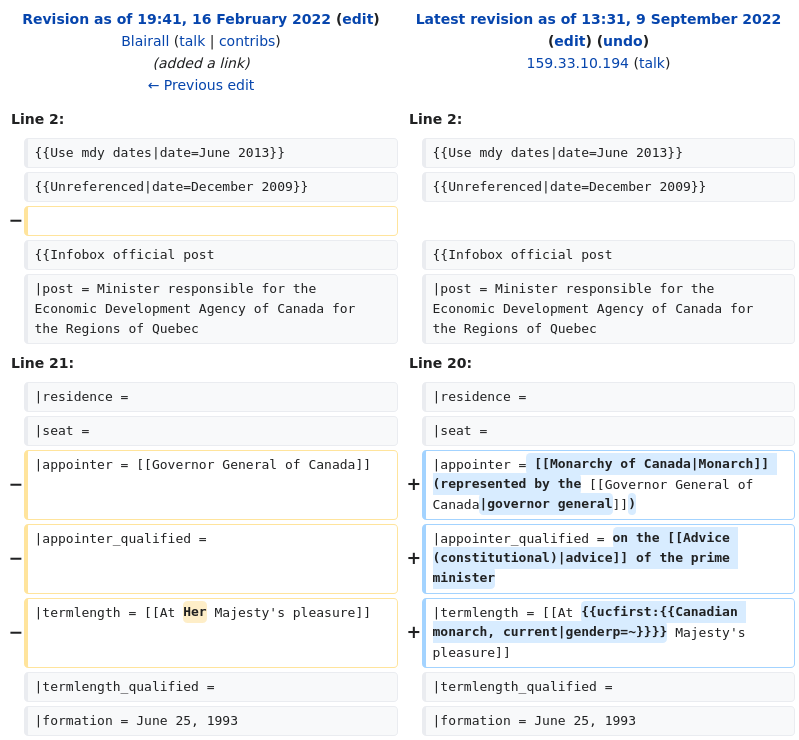 Revision as of 19:41, 16 February 2022 (edit)
Blairall (talk | contribs)
(added a link)
← Previous edit
Latest revision as of 13:31, 9 September 2022
(edit) (undo)
159.33.10.194 (talk)
Line 2:
Line 2:
{{Use mdy dates|date=June 2013}}
{{Use mdy dates|date=June 2013}}
{{Unreferenced|date=December 2009}}
{{Unreferenced|date=December 2009}}
−
{{Infobox official post
{{Infobox official post
|post = Minister responsible for the
Economic Development Agency of Canada for
the Regions of Quebec
|post = Minister responsible for the
Economic Development Agency of Canada for
the Regions of Quebec
Line 21:
Line 20:
|residence =
|residence =
|seat =
|seat =
− |appointer = [[Governor General of Canada]]
+ |appointer = [[Monarchy of Canada|Monarch]]
(represented by the [[Governor General of
Canada|governor general]])
− |appointer_qualified =
+ |appointer_qualified = on the [[Advice
(constitutional)|advice]] of the prime
minister
− |termlength = [[At Her Majesty's pleasure]]
+ |termlength = [[At {{ucfirst:{{Canadian
monarch, current|genderp=~}}}} Majesty's
pleasure]]
|termlength_qualified =
|termlength_qualified =
|formation = June 25, 1993
|formation = June 25, 1993